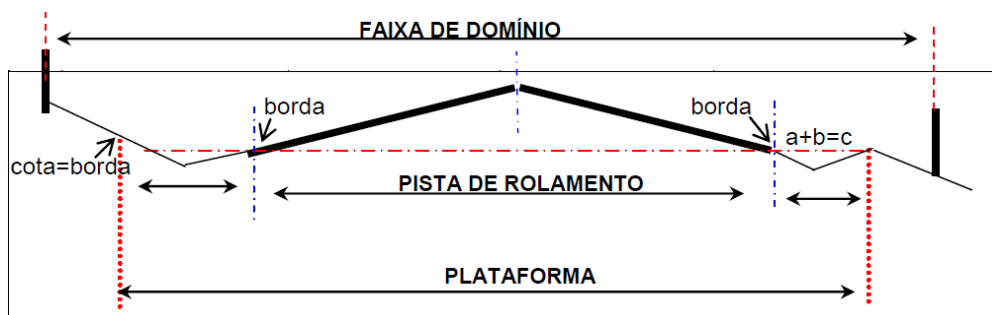 FAIXA DE DOMÍNIO
borda
borda
a+b=c
cota=borda
PISTA DE ROLAMENTO
PLATAFORMA